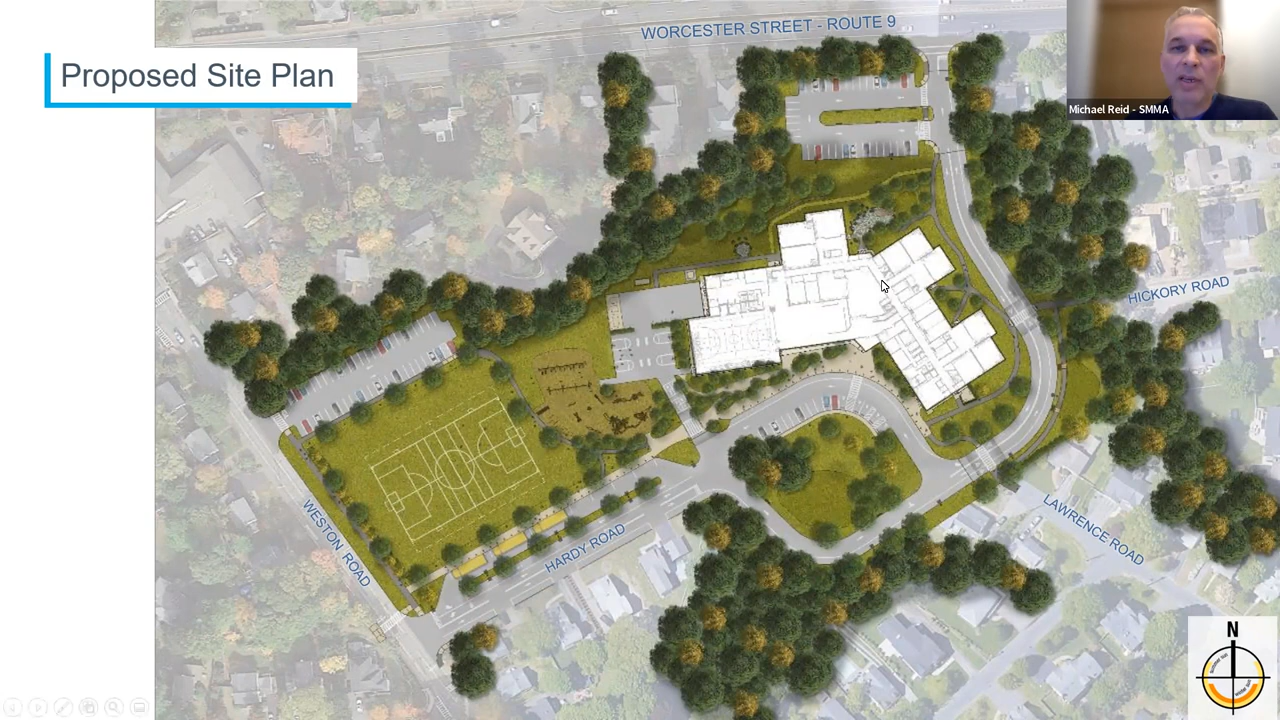 WORCESTER STREET - ROUTE 9
Proposed Site Plan
Michael Reid - SMMA
HICKORY ROAD
WESTON ROAD
HARDY ROAD
LAWRENCE ROAD
N